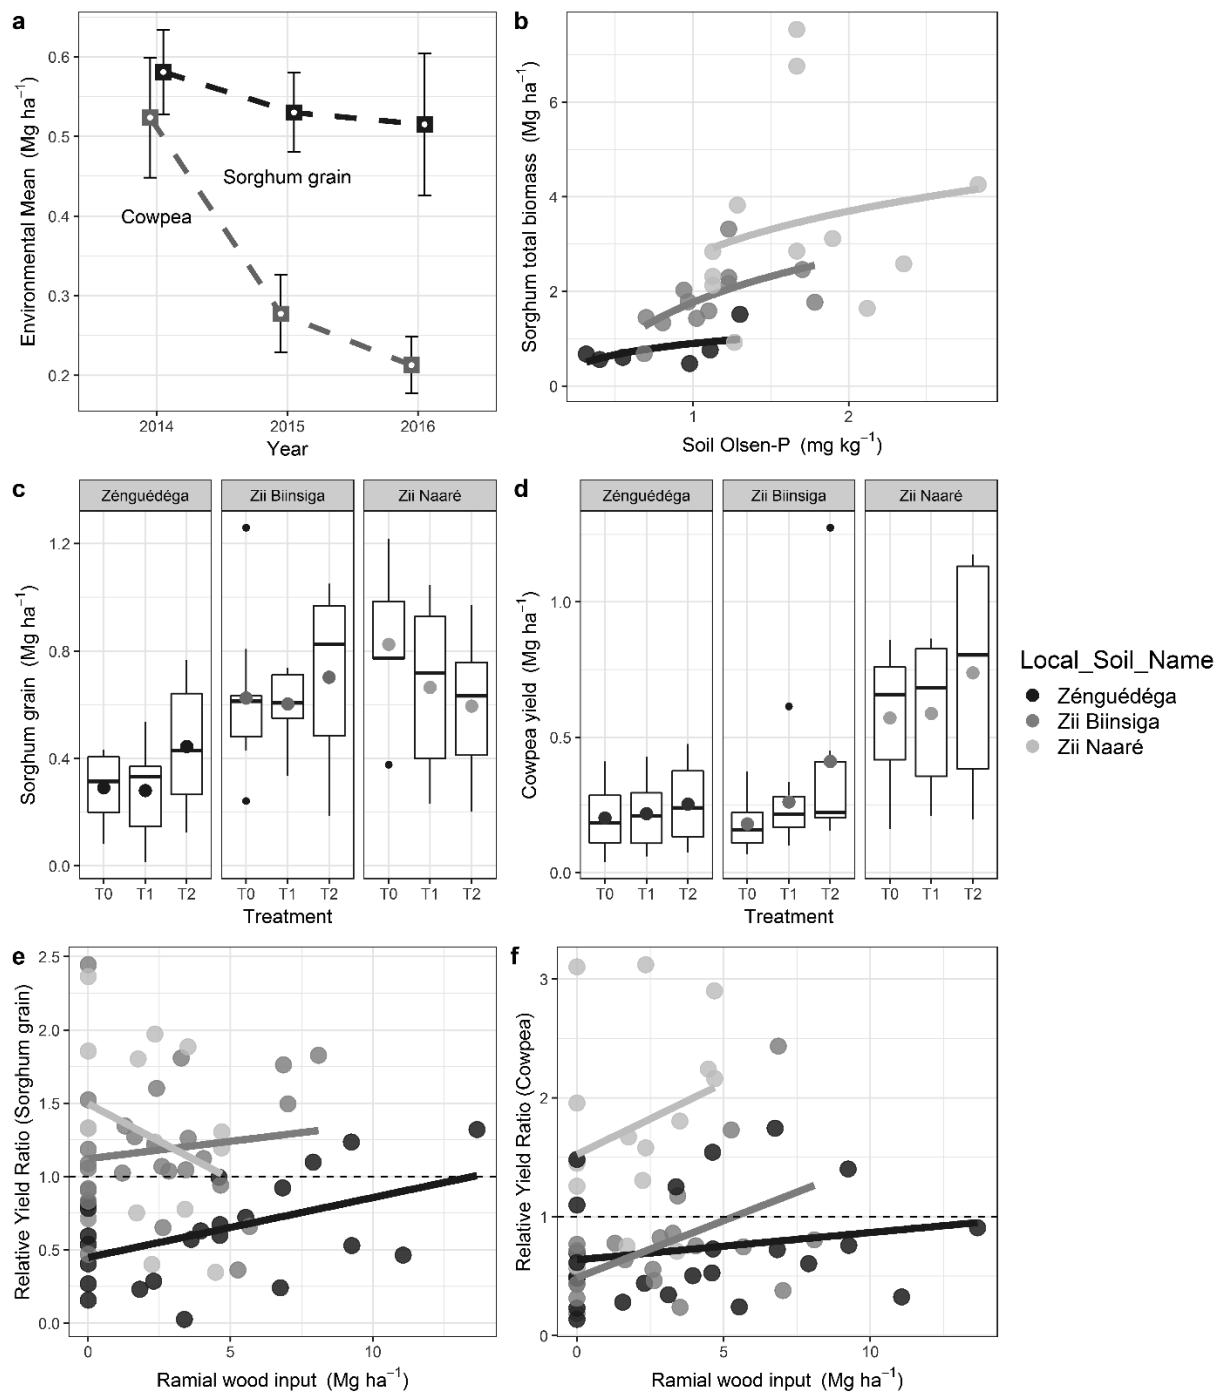 a
Environmental Mean (Mg ha⁻¹)
0.6
0.5
0.4
0.3
0.2
Sorghum grain
Cowpea
2014
2015
2016
Year
b
Sorghum total biomass (Mg ha⁻¹)
6
4
2
0
1
2
Soil Olsen-P (mg kg⁻¹)
c
Zénguédéga
Zii Biinsiga
Zii Naaré
Sorghum grain (Mg ha⁻¹)
1.2
0.8
0.4
0.0
T0 T1 T2
T0 T1 T2
T0 T1 T2
Treatment
d
Zénguédéga
Zii Biinsiga
Zii Naaré
Cowpea yield (Mg ha⁻¹)
1.0
0.5
0.0
T0 T1 T2
T0 T1 T2
T0 T1 T2
Treatment
Local_Soil_Name
Zénguédéga
Zii Biinsiga
Zii Naaré
e
Relative Yield Ratio (Sorghum grain)
2.5
2.0
1.5
1.0
0.5
0.0
0
5
10
Ramial wood input (Mg ha⁻¹)
f
Relative Yield Ratio (Cowpea)
3
2
1
0
0
5
10
Ramial wood input (Mg ha⁻¹)